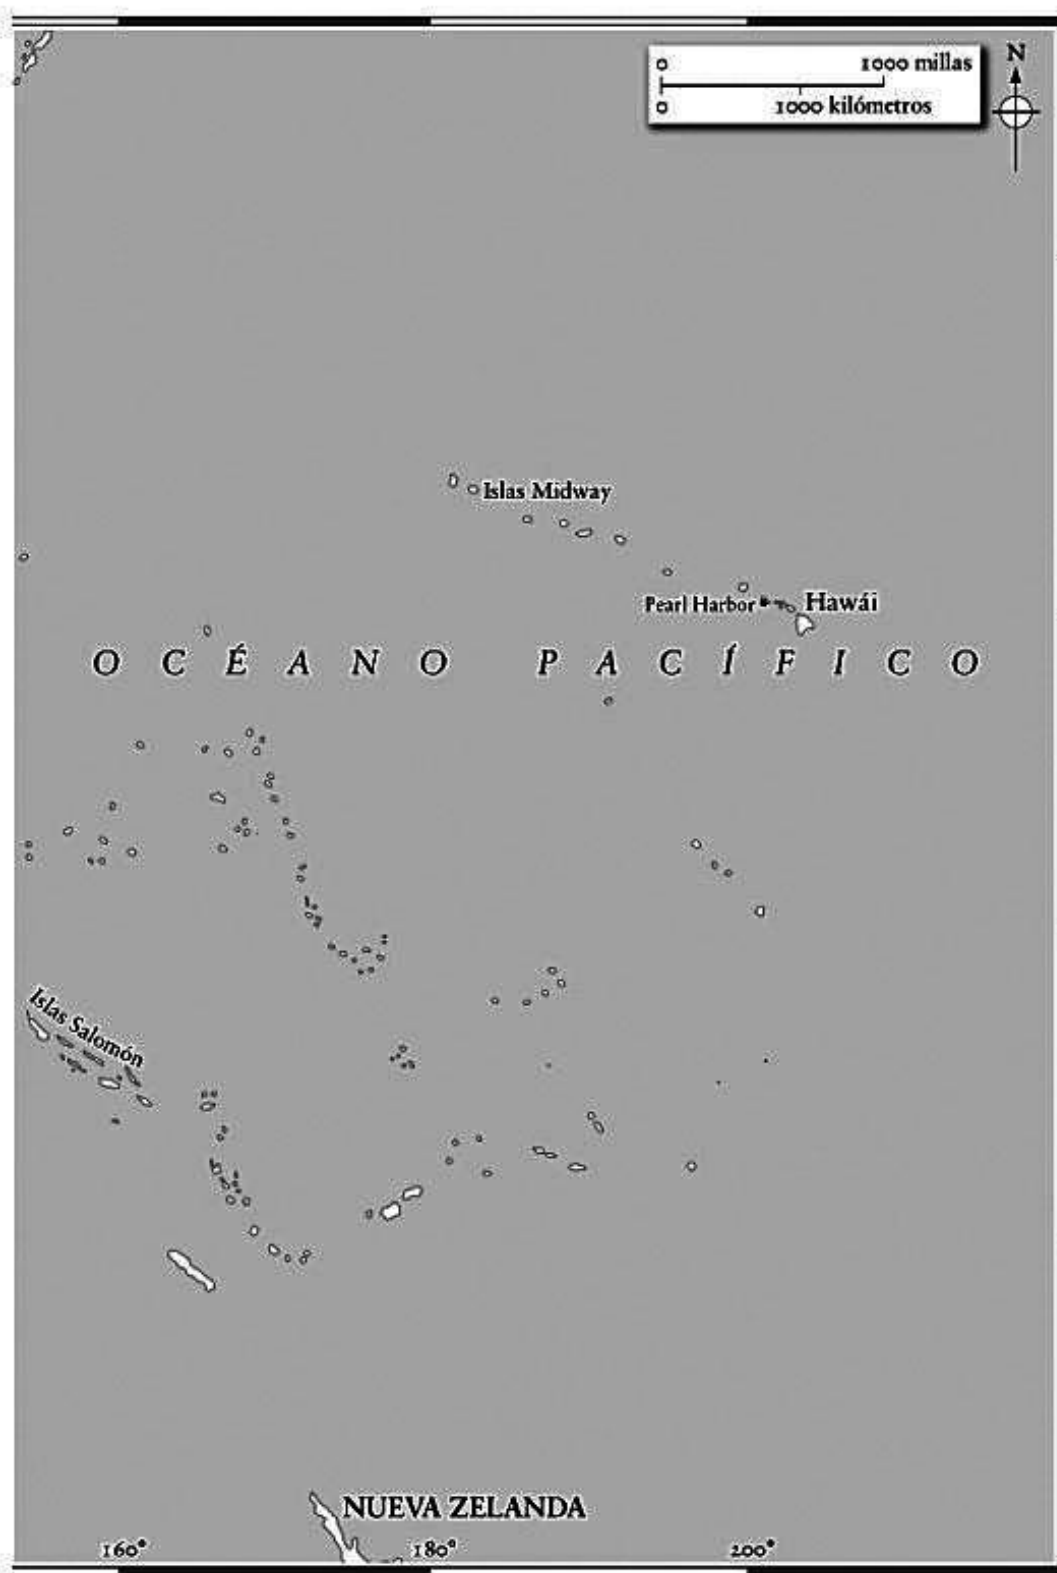 0 1000 millas
0 1000 kilómetros
N
Islas Midway
Pearl Harbor
Hawái
OCÉANO PACÍFICO
Islas Salomón
NUEVA ZELANDA
160° 180° 200°